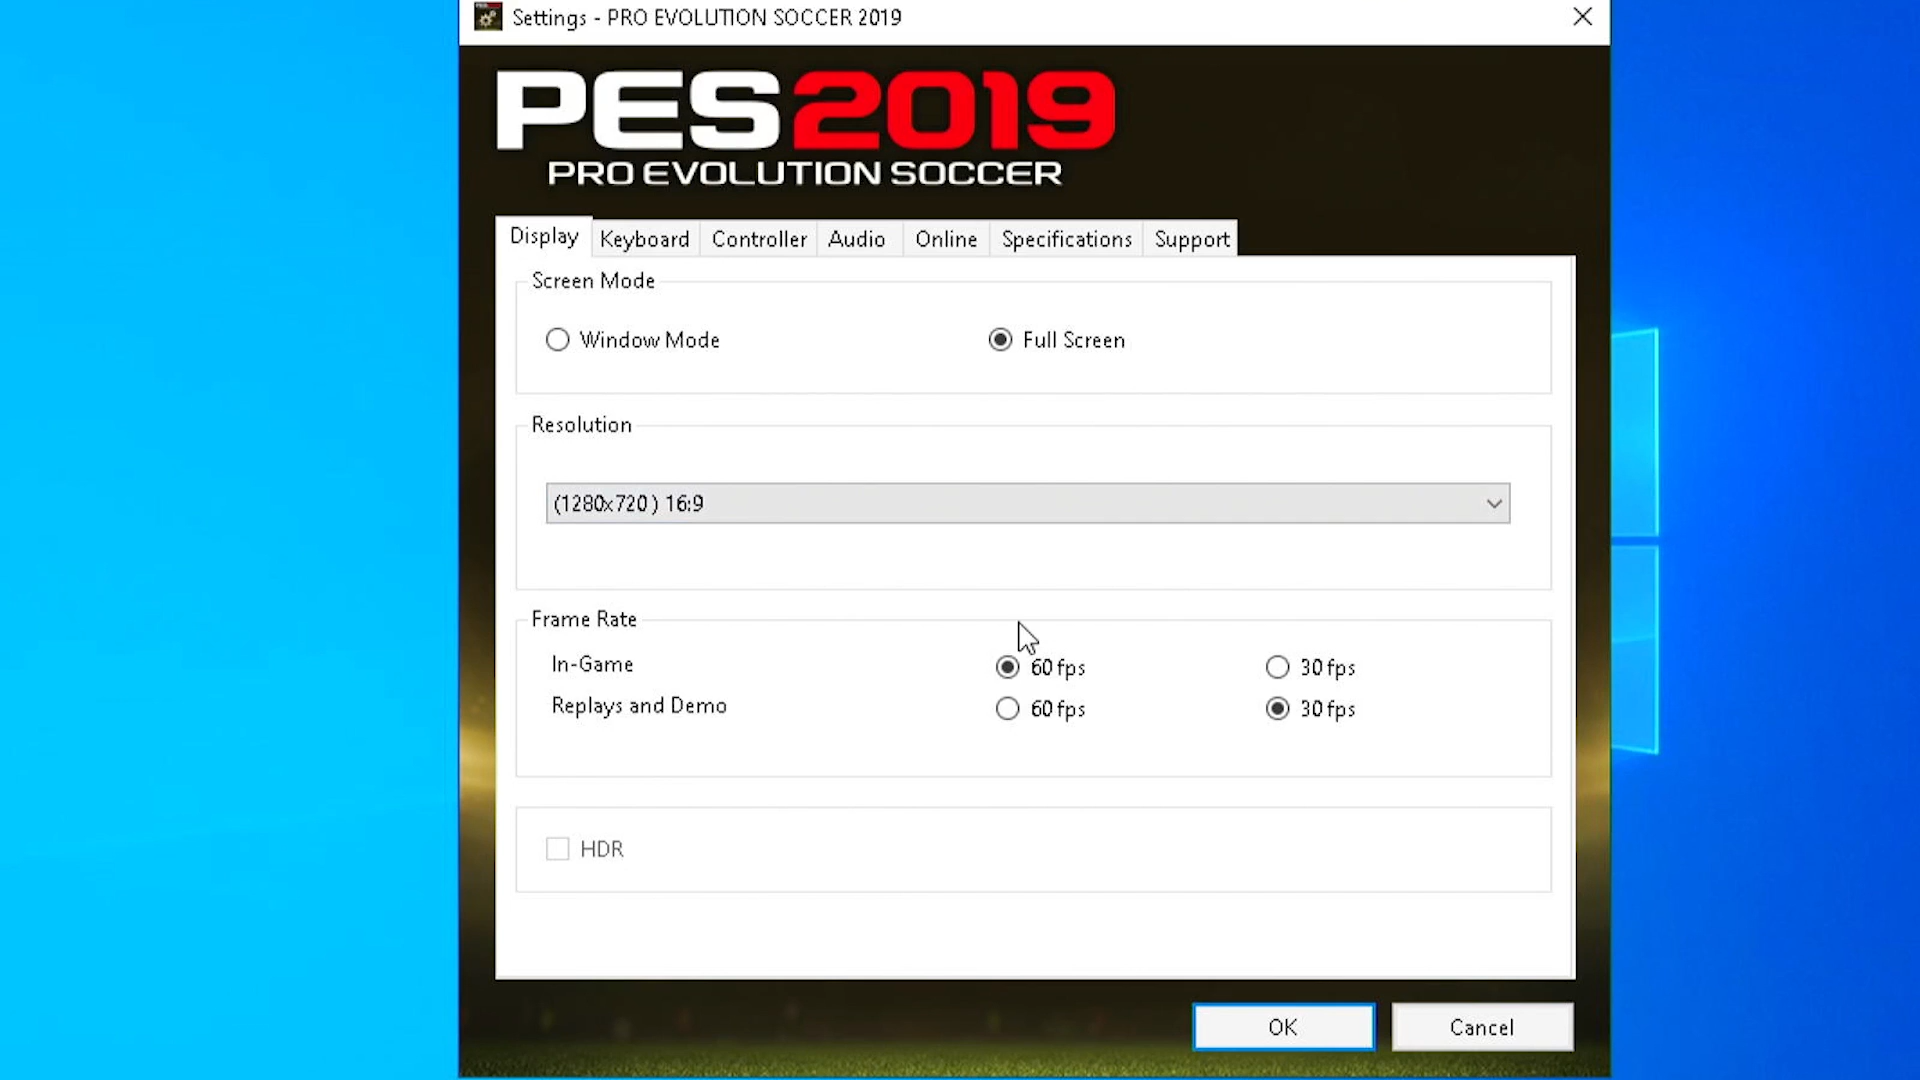 Settings - PRO EVOLUTION SOCCER 2019
PES2019
PRO EVOLUTION SOCCER
Display Keyboard Controller Audio Online Specifications Support
Screen Mode
Window Mode Full Screen
Resolution
(1280x720 ) 16:9
Frame Rate
In-Game 60 fps 30 fps
Replays and Demo 60 fps 30 fps
HDR
OK Cancel